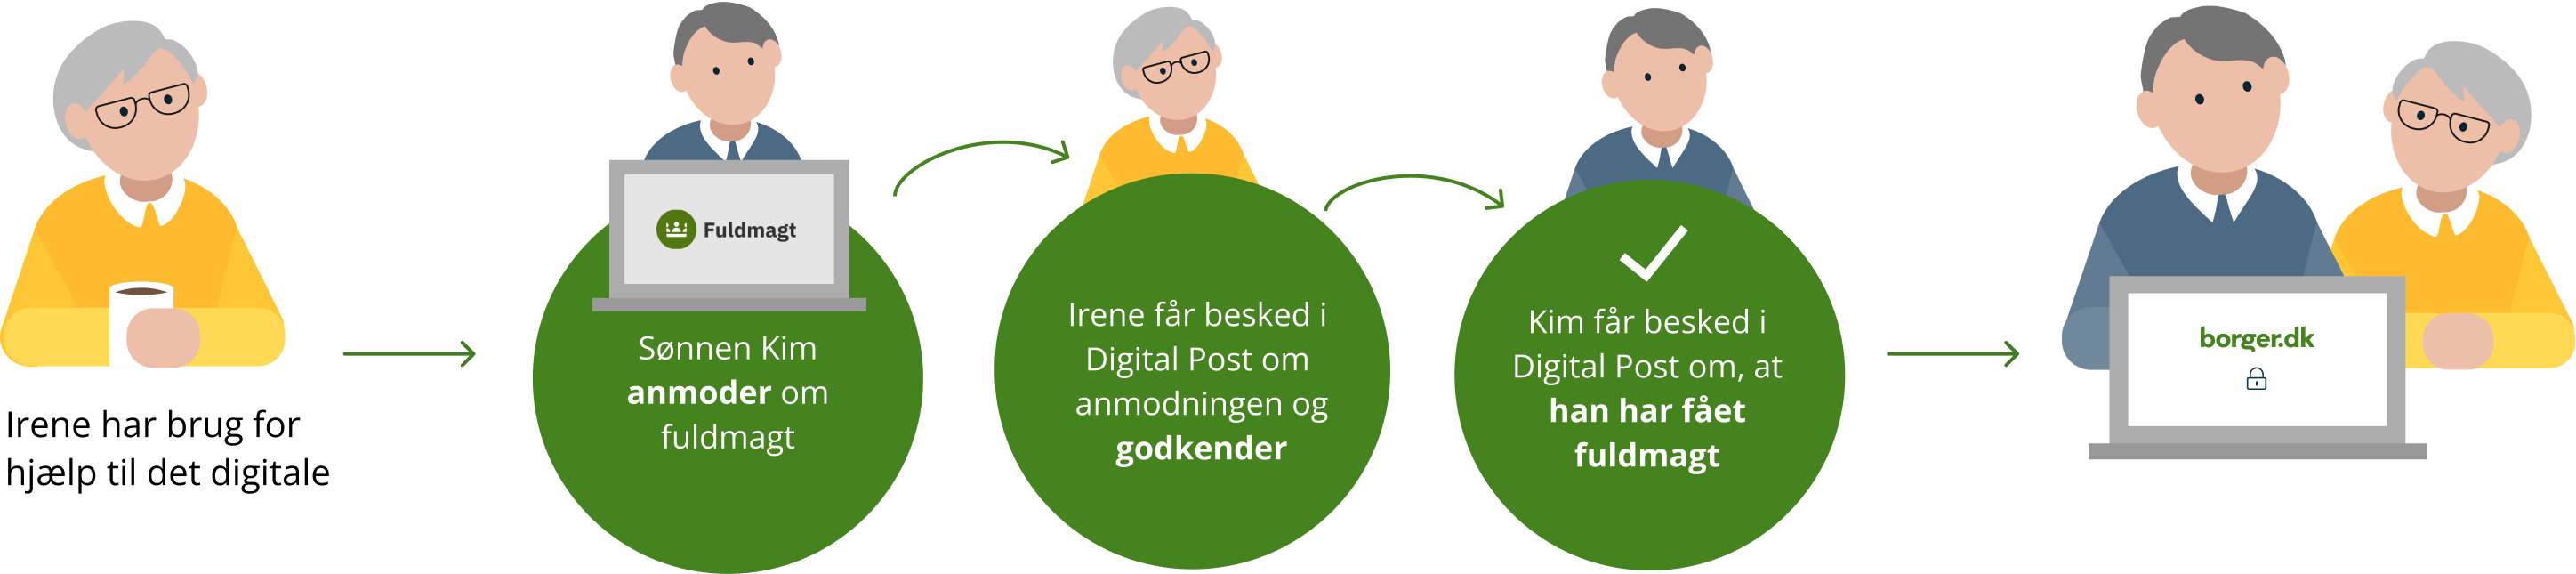 Irene har brug for
hjælp til det digitale
Fuldmagt
Sønnen Kim
anmoder om
fuldmagt
Irene får besked i
Digital Post om
anmodningen og
godkender
Kim får besked i
Digital Post om, at
han har fået
fuldmagt
borger.dk